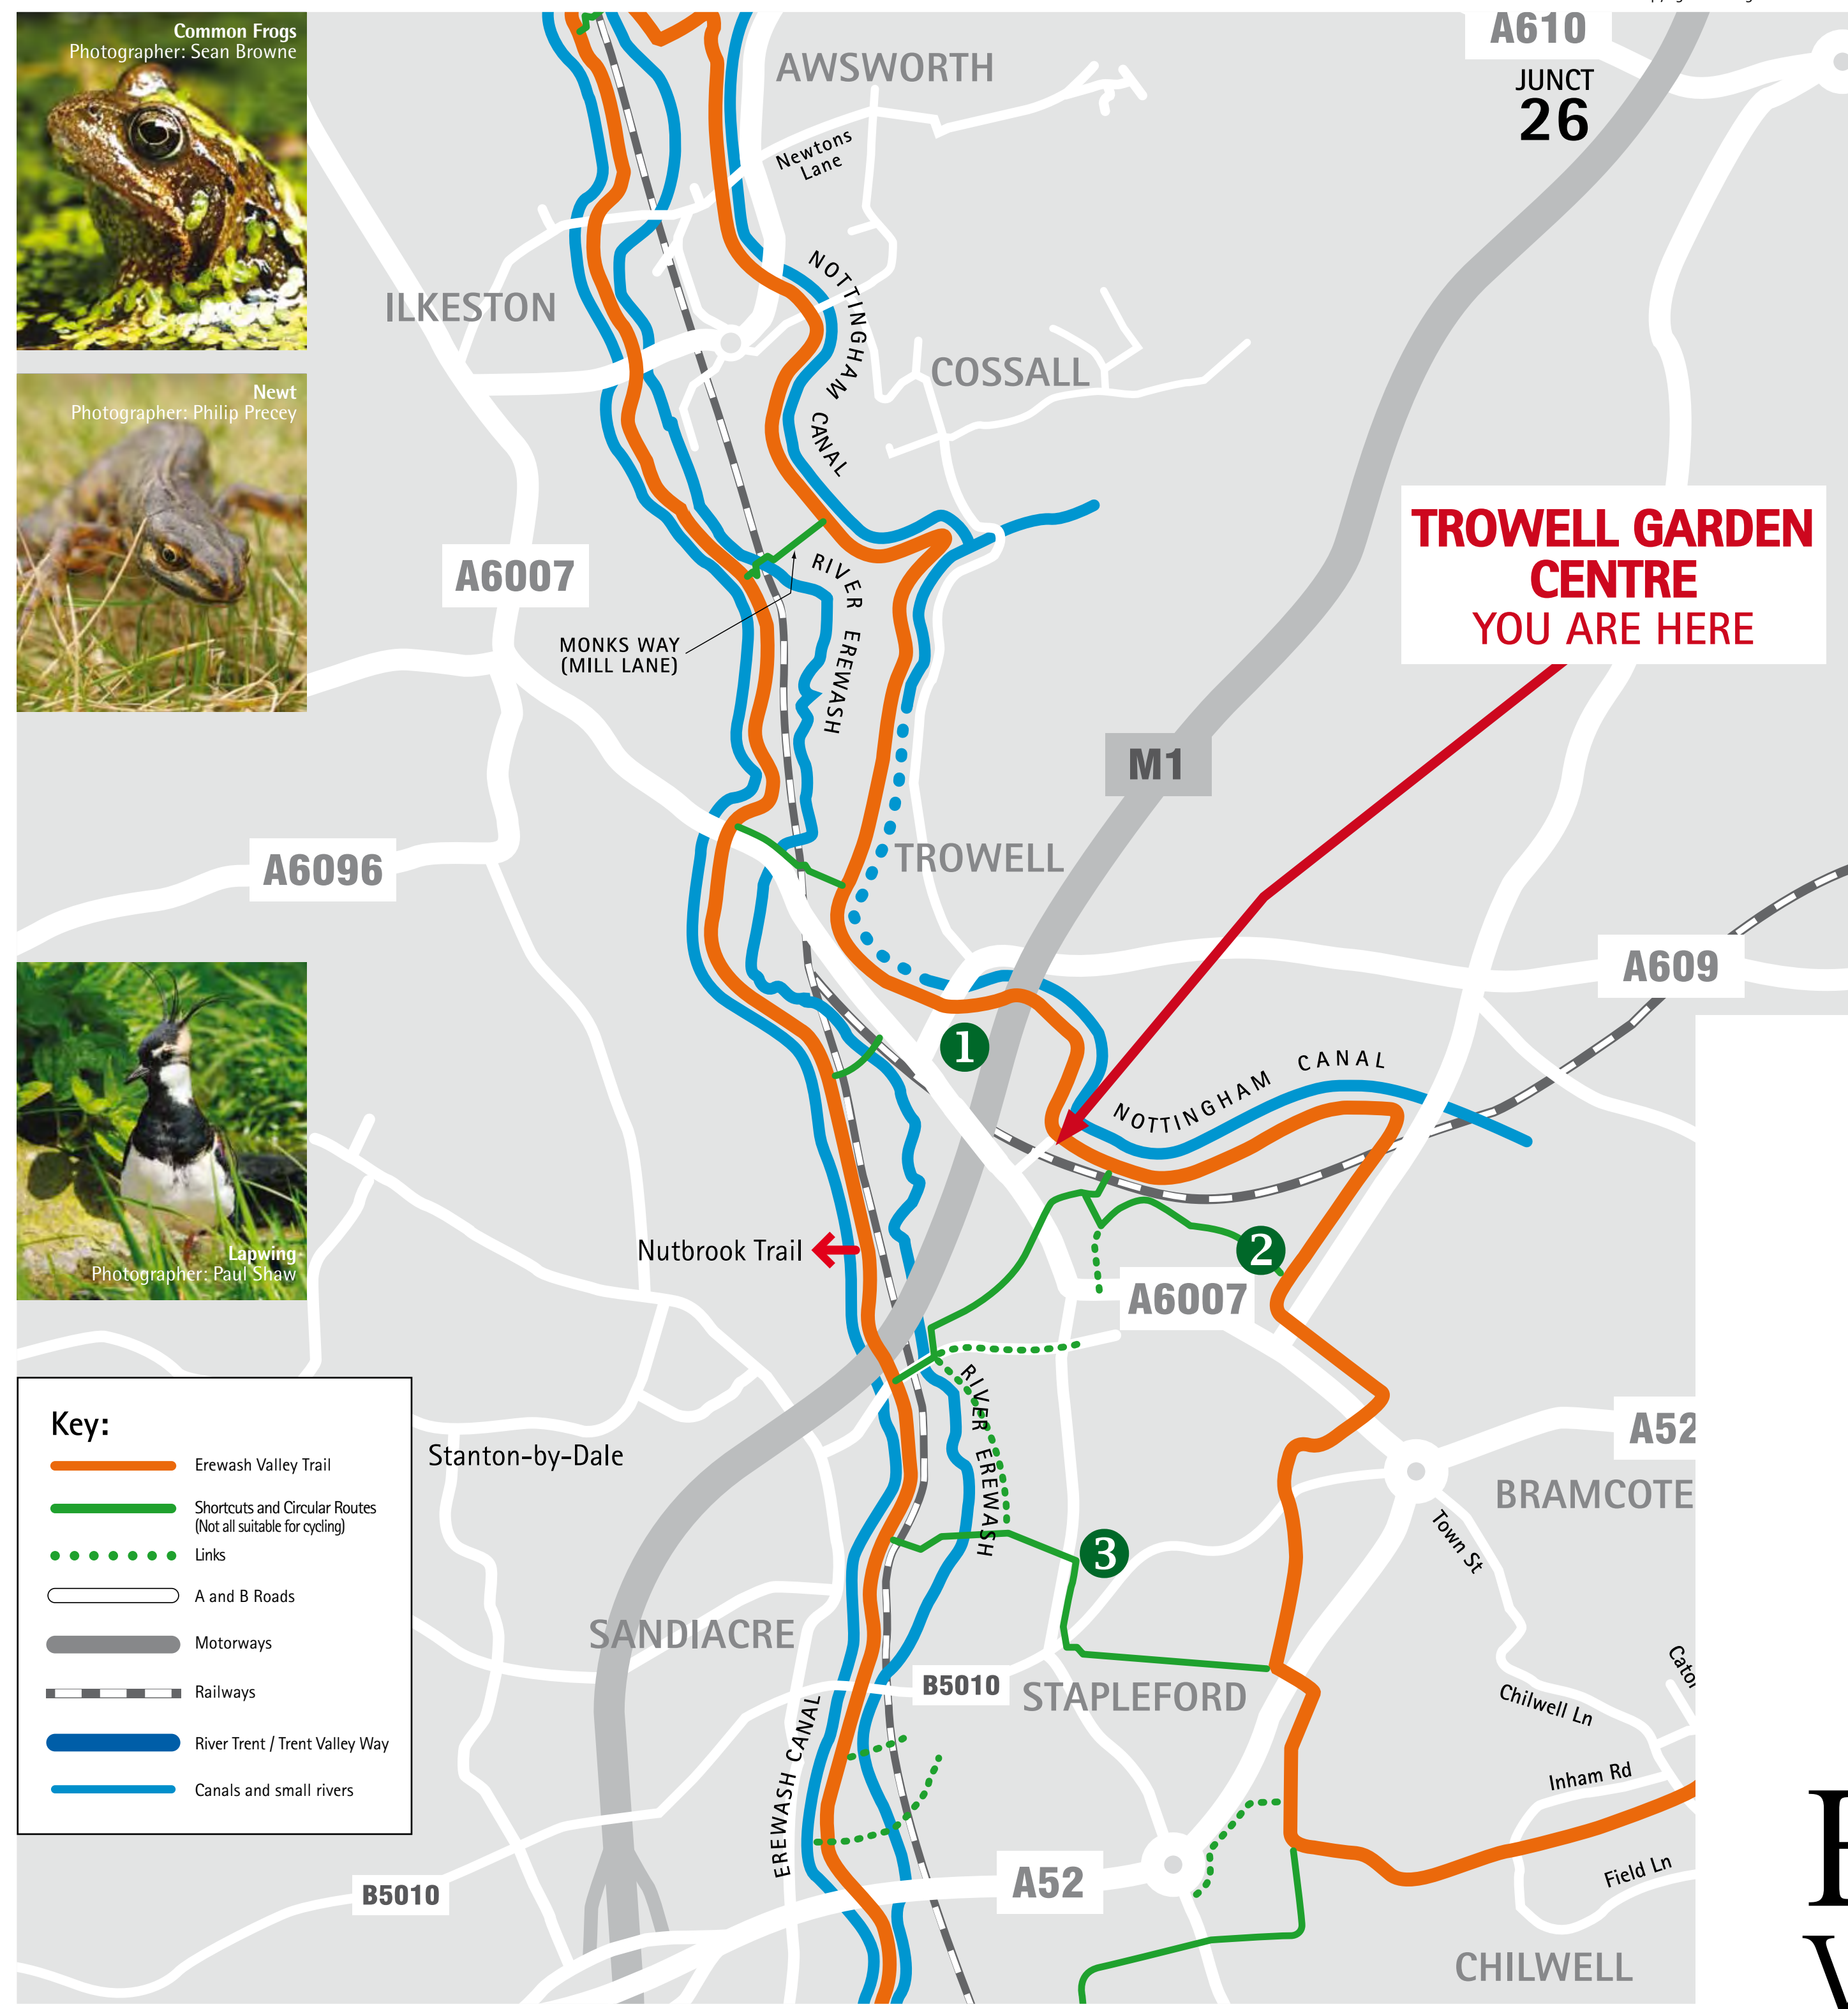 Common Frogs
Photographer: Sean Browne
Newt
Photographer: Philip Precey
Lapwing
Photographer: Paul Shaw
A610
JUNCT
26
AWSWORTH
Newtons
Lane
ILKESTON
NOTTINGHAM CANAL
COSSALL
TROWELL GARDEN
CENTRE
YOU ARE HERE
A6007
RIVER EREWASH
MONKS WAY
(MILL LANE)
M1
A6096
TROWELL
A609
1
NOTTINGHAM CANAL
Nutbrook Trail
2
A6007
RIVER EREWASH
A52
Stanton-by-Dale
BRAMCOTE
Town St
3
SANDIACRE
B5010
STAPLEFORD
Chilwell Ln
EREWASH CANAL
Inham Rd
Field Ln
A52
B5010
CHILWELL
Key:
Erewash Valley Trail
Shortcuts and Circular Routes
(Not all suitable for cycling)
Links
A and B Roads
Motorways
Railways
River Trent / Trent Valley Way
Canals and small rivers